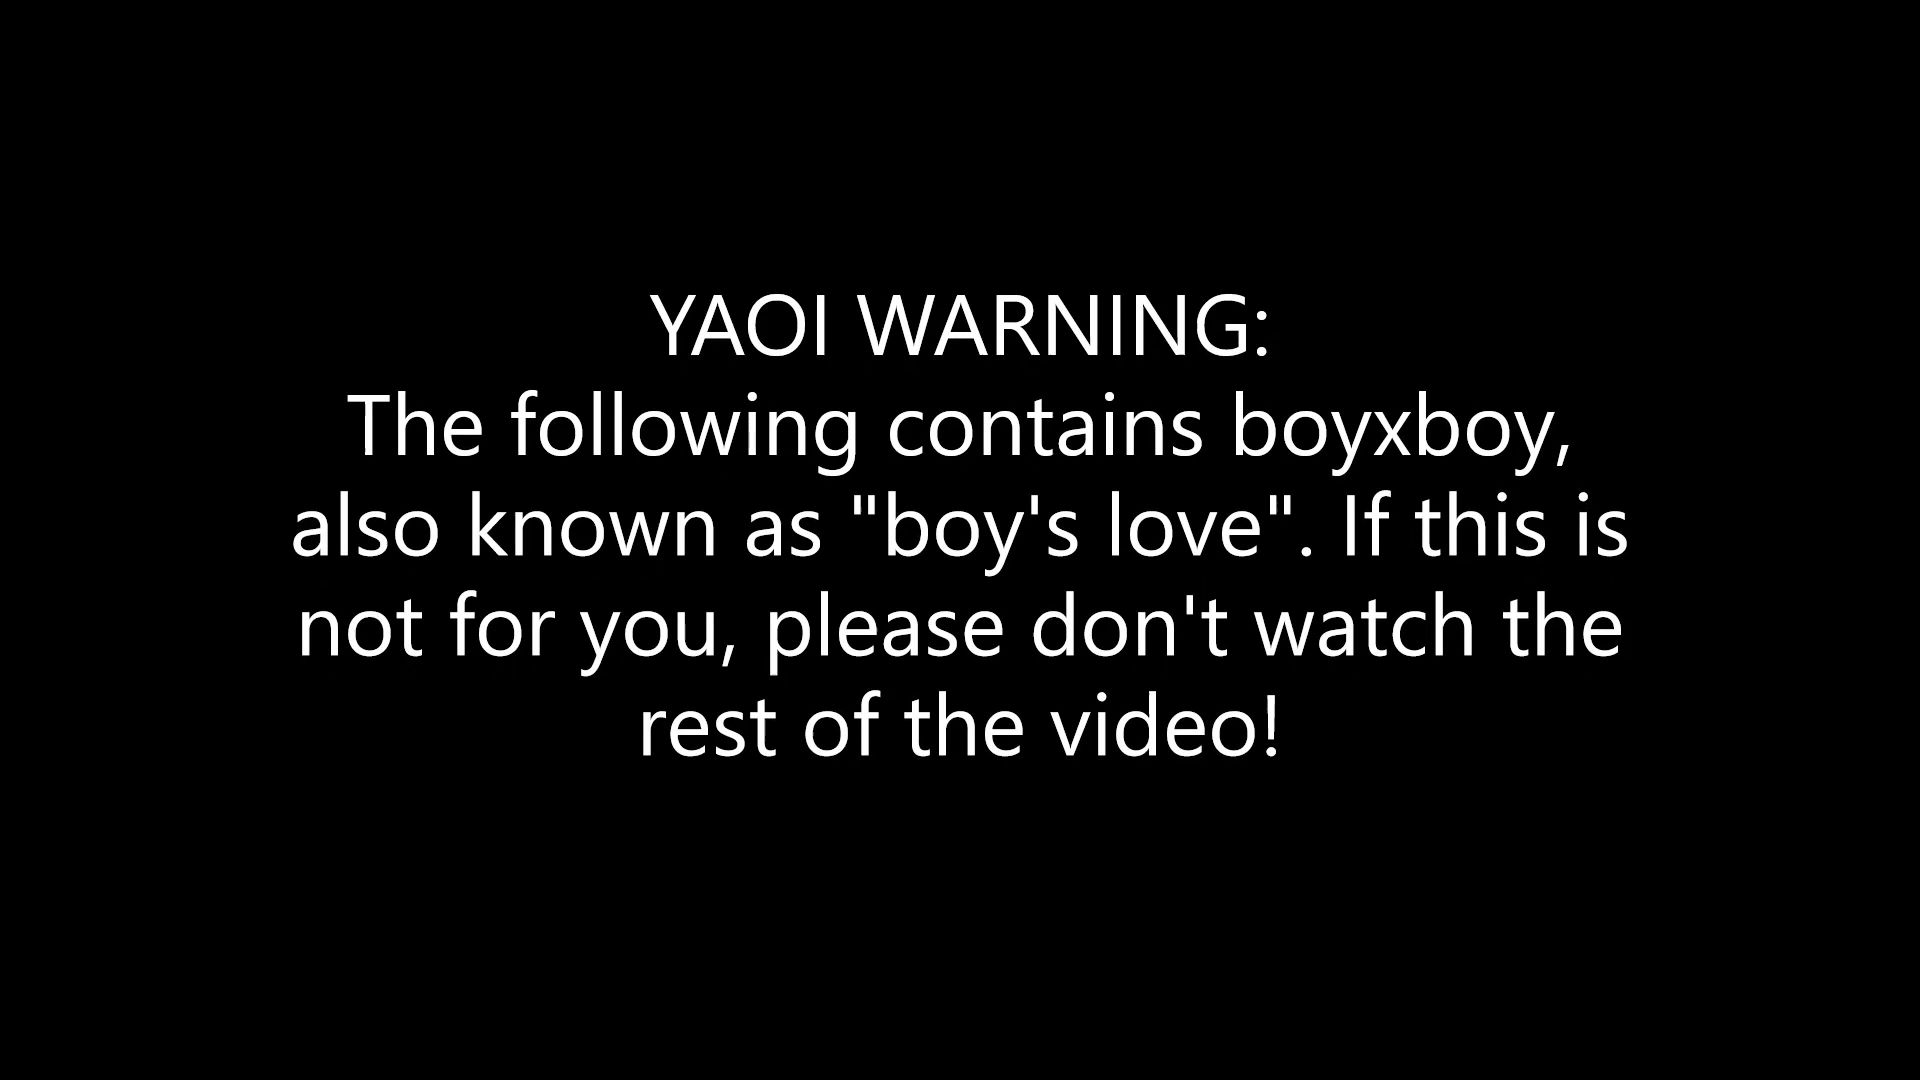 YAOI WARNING:
The following contains boyxboy,
also known as "boy's love". If this is
not for you, please don't watch the
rest of the video!